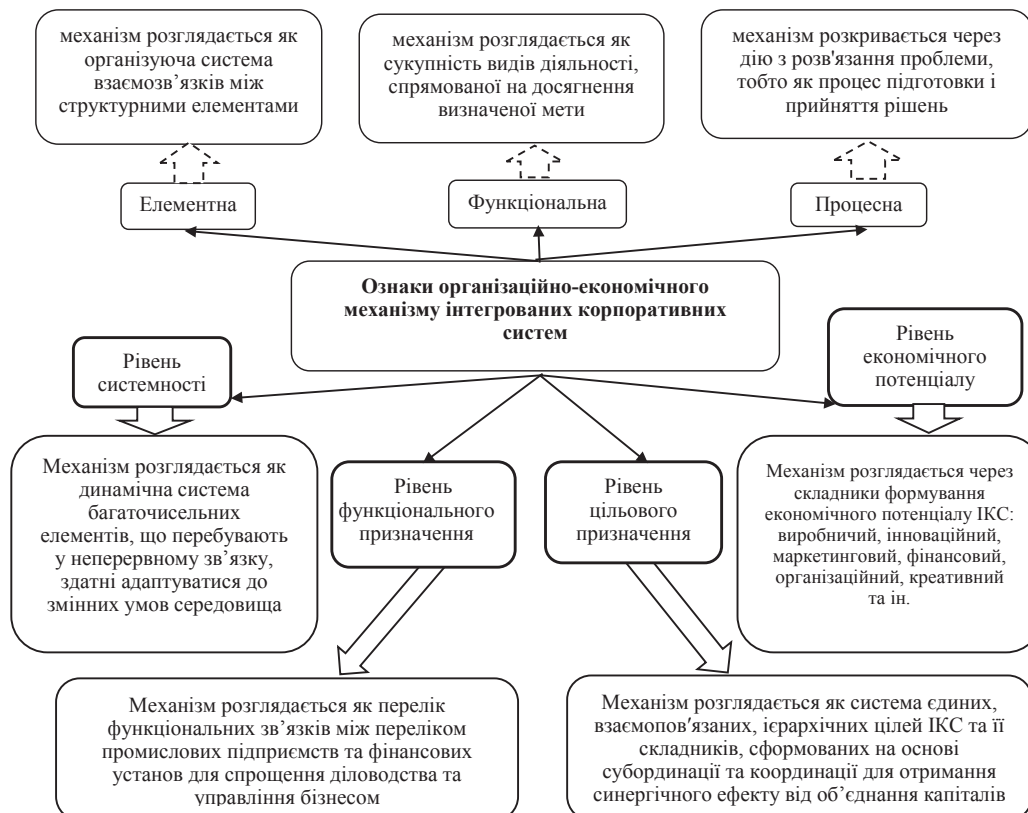 механізм розглядається як
організуюча система
взаємозв’язків між
структурними елементами
механізм розглядається як
сукупність видів діяльності,
спрямованої на досягнення
визначеної мети
механізм розкривається через
дію з розв'язання проблеми,
тобто як процес підготовки і
прийняття рішень
Елементна
Функціональна
Процесна
Ознаки організаційно-економічного
механізму інтегрованих корпоративних
систем
Рівень
системності
Рівень
економічного
потенціалу
Механізм розглядається як
динамічна система
багаточисельних
елементів, що перебувають
у неперервному зв’язку,
здатні адаптуватися до
змінних умов середовища
Рівень
функціонального
призначення
Рівень
цільового
призначення
Механізм розглядається через
складники формування
економічного потенціалу ІКС:
виробничий, інноваційний,
маркетинговий, фінансовий,
організаційний, креативний
та ін.
Механізм розглядається як перелік
функціональних зв’язків між переліком
промислових підприємств та фінансових
установ для спрощення діловодства та
управління бізнесом
Механізм розглядається як система єдиних,
взаємопов'язаних, ієрархічних цілей ІКС та її
складників, сформованих на основі
субординації та координації для отримання
синергічного ефекту від об’єднання капіталів